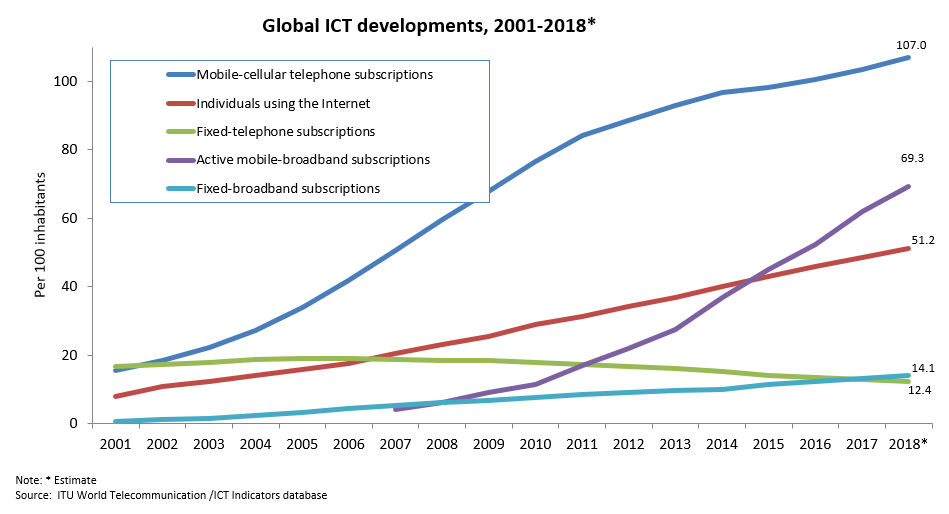 Global ICT developments, 2001-2018*
107.0
100
Mobile-cellular telephone subscriptions
Individuals using the Internet
Fixed-telephone subscriptions
Active mobile-broadband subscriptions
Fixed-broadband subscriptions
80
69.3
60
Per 100 inhabitants
51.2
40
20
14.1
12.4
0
2001 2002 2003 2004 2005 2006 2007 2008 2009 2010 2011 2012 2013 2014 2015 2016 2017 2018*
Note: * Estimate
Source: ITU World Telecommunication /ICT Indicators database